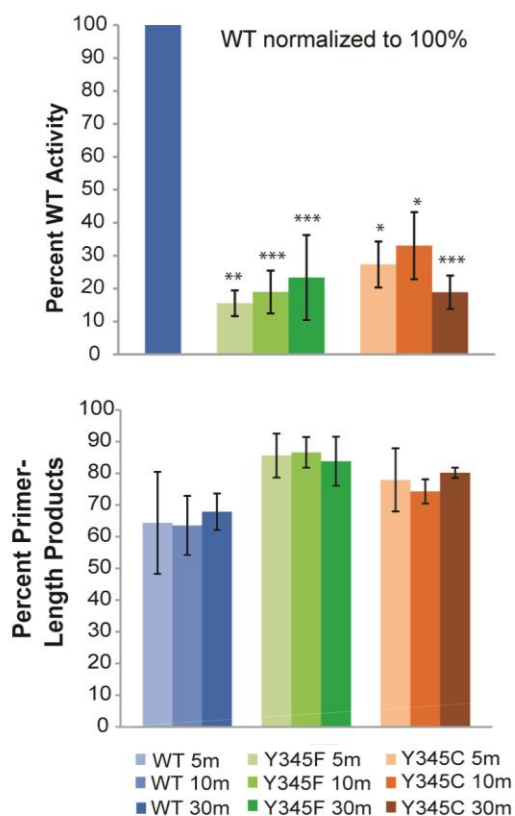 WT normalized to 100%
Percent WT Activity
100
90
80
70
60
50
40
30
20
10
0
** *** *** * * ***
Percent Primer-
Length Products
100
90
80
70
60
50
40
30
20
10
0
WT 5m Y345F 5m Y345C 5m
WT 10m Y345F 10m Y345C 10m
WT 30m Y345F 30m Y345C 30m